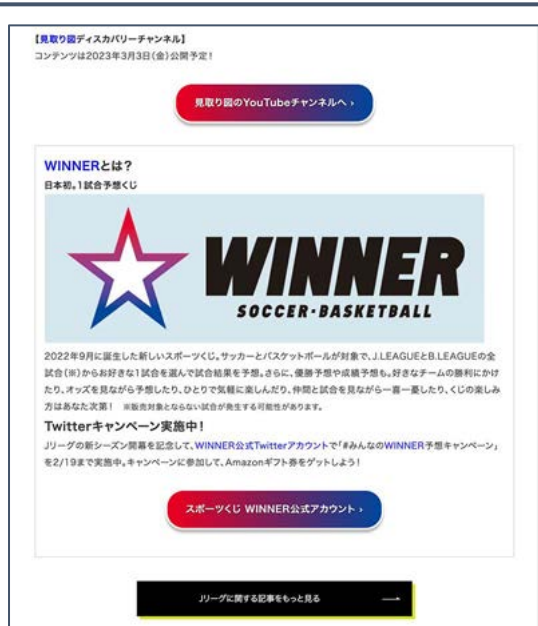 【見取り図ディスカバリーチャンネル】
コンテンツは2023年3月3日(金)公開予定！
見取り図のYouTubeチャンネルへ ›
WINNERとは？
日本初。1試合予想くじ
WINNER
SOCCER・BASKETBALL
2022年9月に誕生した新しいスポーツくじ。サッカーとバスケットボールが対象で、J.LEAGUEとB.LEAGUEの全
試合(※)からお好きな1試合を選んで試合結果を予想。さらに、優勝予想や成績予想も。好きなチームの勝利にかけ
たり、オッズを見ながら予想したり、ひとりで気軽に楽しんだり、仲間と試合を見ながら一喜一憂したり、くじの楽しみ
方はあなた次第！ ※販売対象とならない試合が発生する可能性があります。
Twitterキャンペーン実施中！
Jリーグの新シーズン開幕を記念して、WINNER公式Twitterアカウントで「#みんなのWINNER予想キャンペーン」
を2/19まで実施中。キャンペーンに参加して、Amazonギフト券をゲットしよう！
スポーツくじ WINNER公式アカウント ›
Jリーグに関する記事をもっと見る